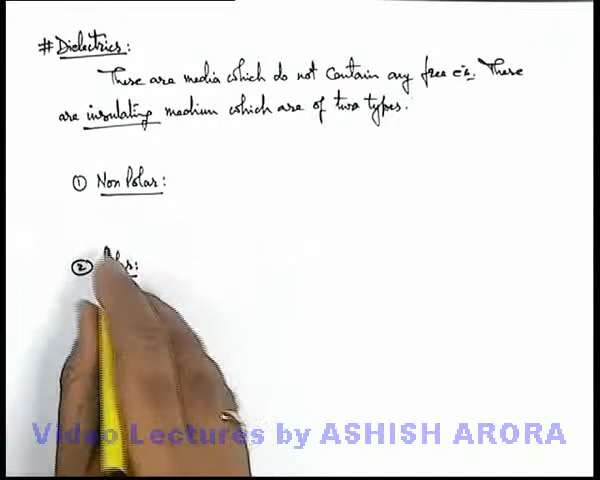 # Dielectrics:
These are media which do not contain any free e⁻s. These
are insulating medium which are of two types.
① Non Polar:
②
Video Lectures by ASHISH ARORA